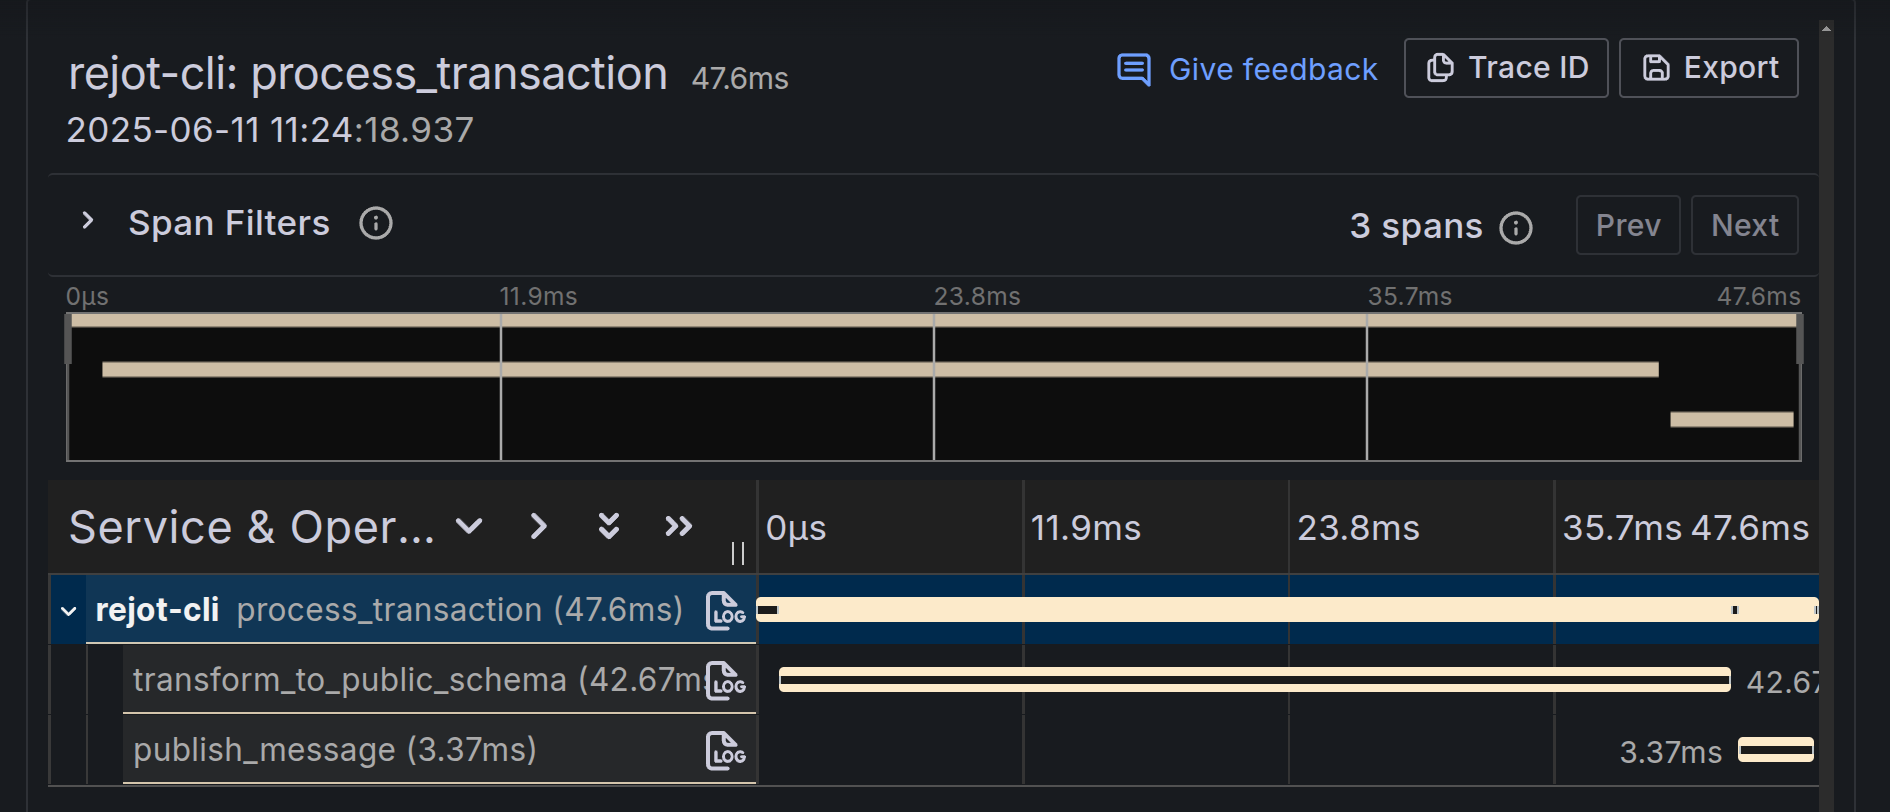 rejot-cli: process_transaction 47.6ms
Give feedback
Trace ID
Export
2025-06-11 11:24:18.937
Span Filters
3 spans
Prev
Next
0μs 11.9ms 23.8ms 35.7ms 47.6ms
Service & Oper...
0μs 11.9ms 23.8ms 35.7ms 47.6ms
rejot-cli process_transaction (47.6ms) LOG
transform_to_public_schema (42.67ms LOG 42.67
publish_message (3.37ms) LOG 3.37ms